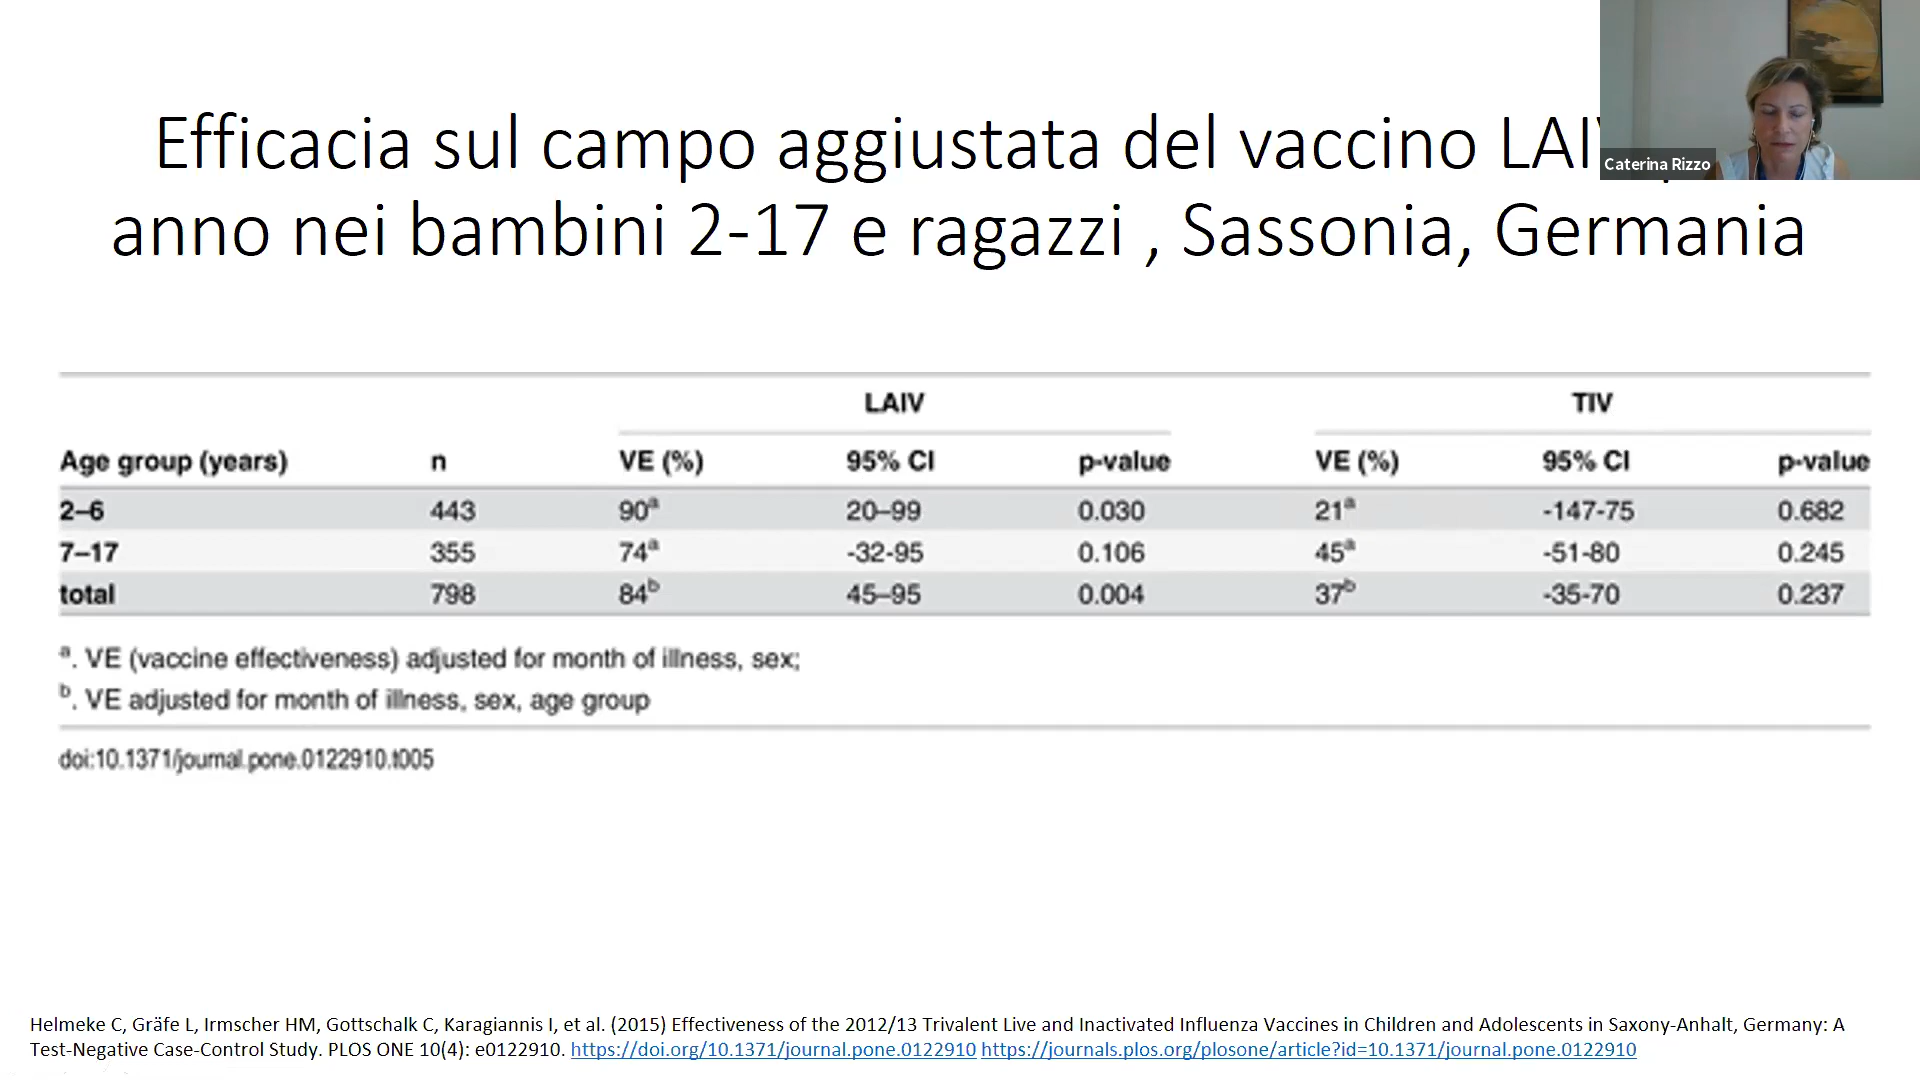 Efficacia sul campo aggiustata del vaccino
anno nei bambini 2-17 e ragazzi , Sassonia, Germania
Caterina Rizzo
LAIV TIV
Age group (years) n VE (%) 95% CI p-value VE (%) 95% CI p-value
2–6 443 90a 20–99 0.030 21a -147-75 0.682
7–17 355 74a -32-95 0.106 45a -51-80 0.245
total 798 84b 45–95 0.004 37b -35-70 0.237
a. VE (vaccine effectiveness) adjusted for month of illness, sex;
b. VE adjusted for month of illness, sex, age group
doi:10.1371/journal.pone.0122910.t005
Helmeke C, Gräfe L, Irmscher HM, Gottschalk C, Karagiannis I, et al. (2015) Effectiveness of the 2012/13 Trivalent Live and Inactivated Influenza Vaccines in Children and Adolescents in Saxony-Anhalt, Germany: A
Test-Negative Case-Control Study. PLOS ONE 10(4): e0122910. https://doi.org/10.1371/journal.pone.0122910 https://journals.plos.org/plosone/article?id=10.1371/journal.pone.0122910